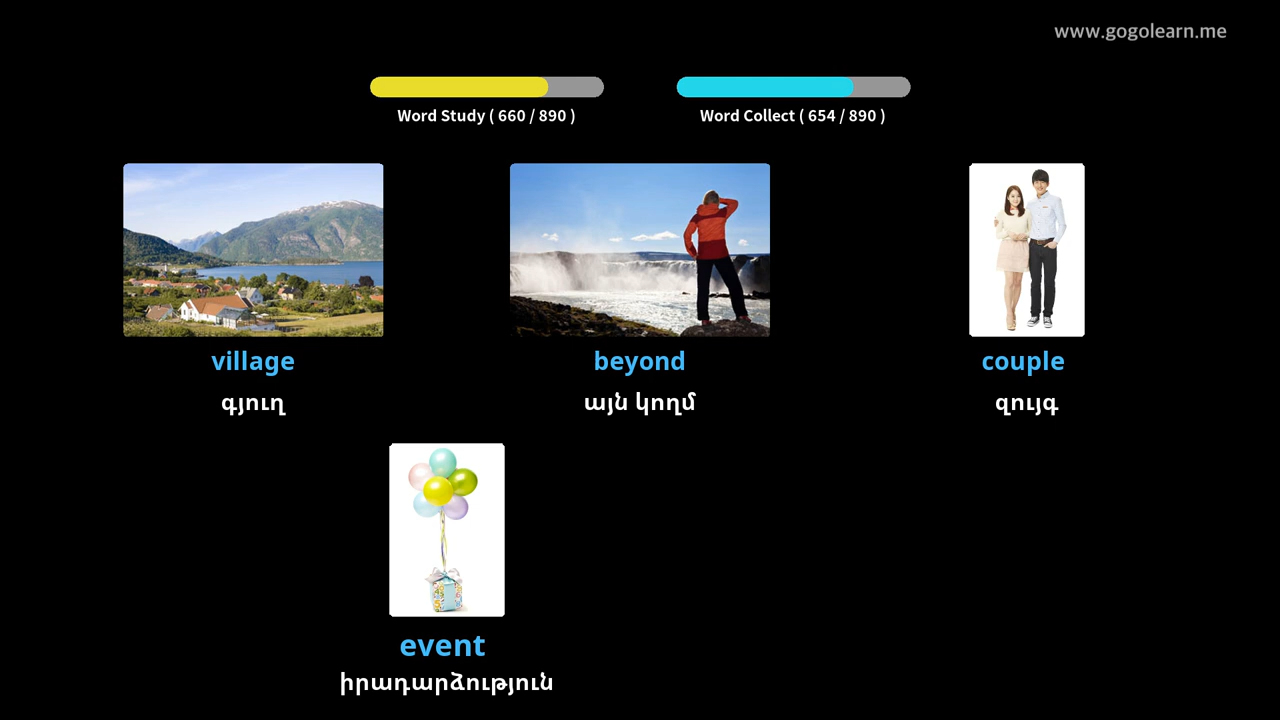 www.gogolearn.me
Word Study ( 660 / 890 )
Word Collect ( 654 / 890 )
village
beyond
couple
գյուղ
այն կողմ
զույգ
event
իրադարձություն